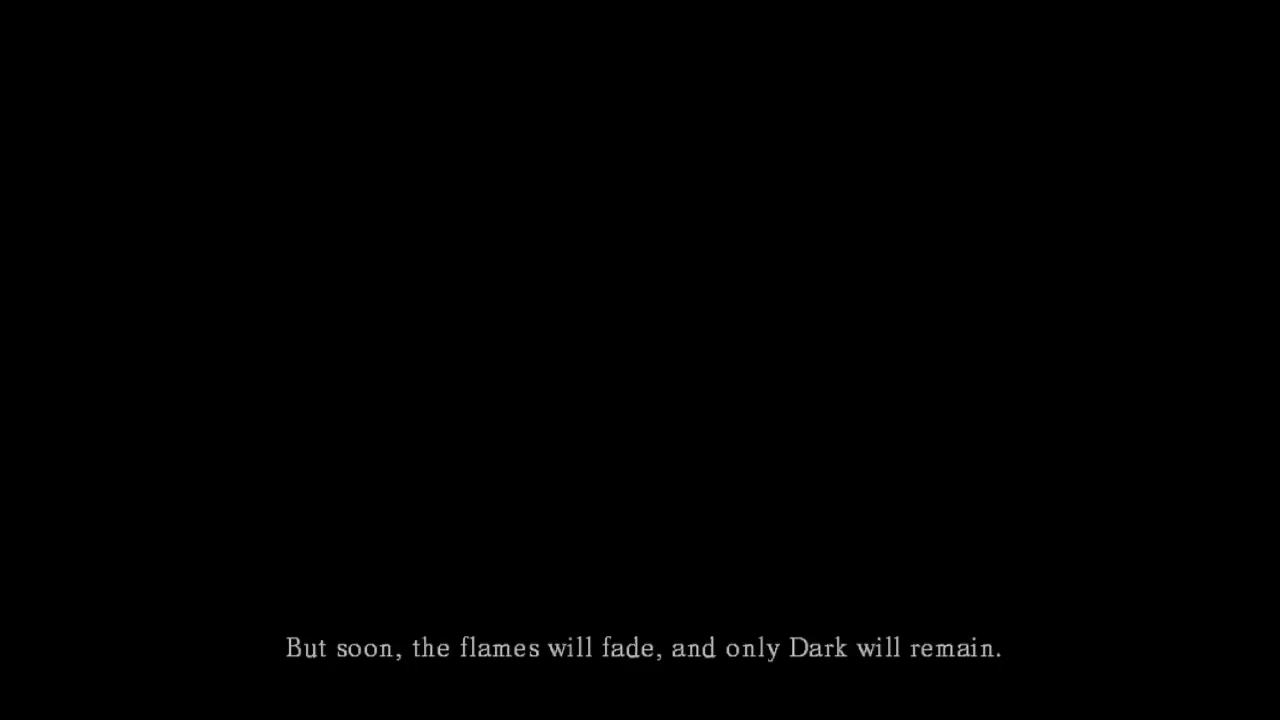 But soon, the flames will fade, and only Dark will remain.